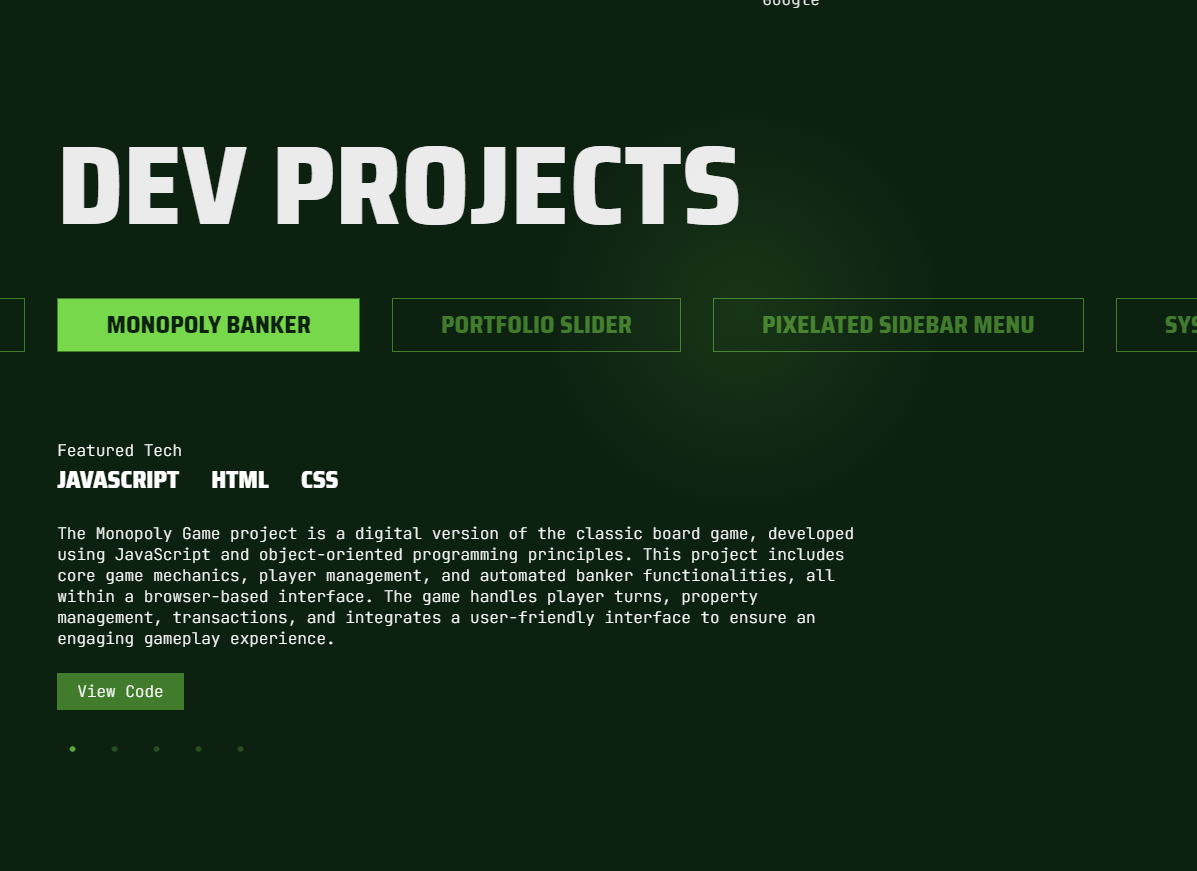 Google
DEV PROJECTS
MONOPOLY BANKER
PORTFOLIO SLIDER
PIXELATED SIDEBAR MENU
SYS
Featured Tech
JAVASCRIPT HTML CSS
The Monopoly Game project is a digital version of the classic board game, developed
using JavaScript and object-oriented programming principles. This project includes
core game mechanics, player management, and automated banker functionalities, all
within a browser-based interface. The game handles player turns, property
management, transactions, and integrates a user-friendly interface to ensure an
engaging gameplay experience.
View Code